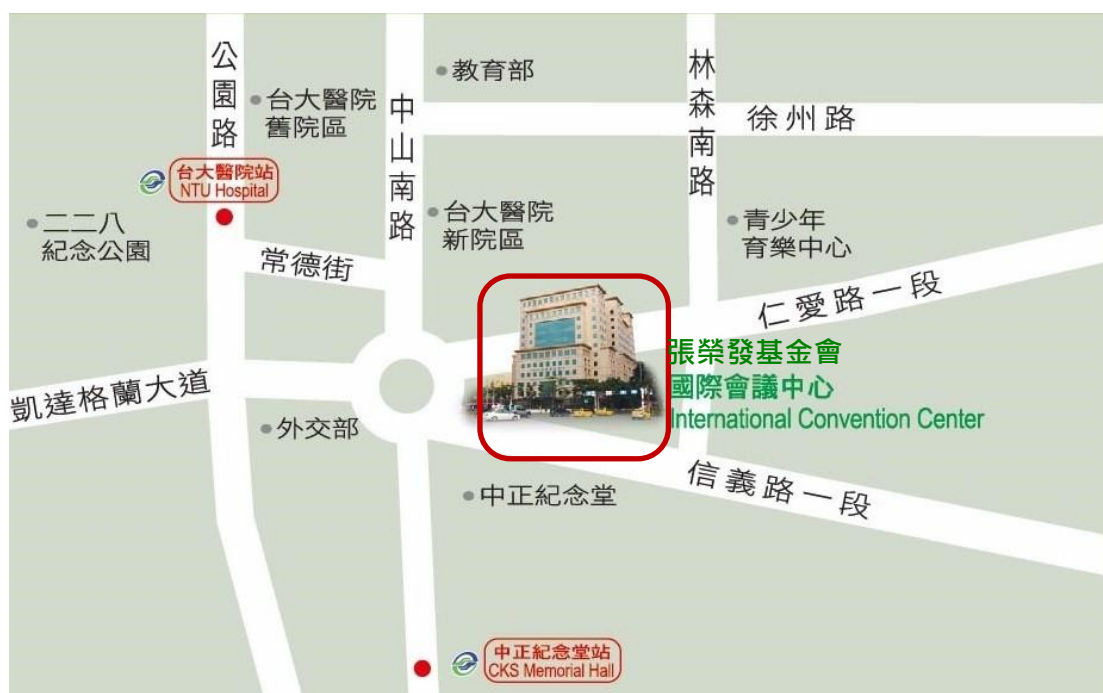 公園路
台大醫院
舊院區
中山南路
教育部
林森南路
徐州路
台大醫院站
NTU Hospital
二二八
紀念公園
常德街
台大醫院
新院區
青少年
育樂中心
仁愛路一段
張榮發基金會
國際會議中心
International Convention Center
凱達格蘭大道
外交部
信義路一段
中正紀念堂
中正紀念堂站
CKS Memorial Hall